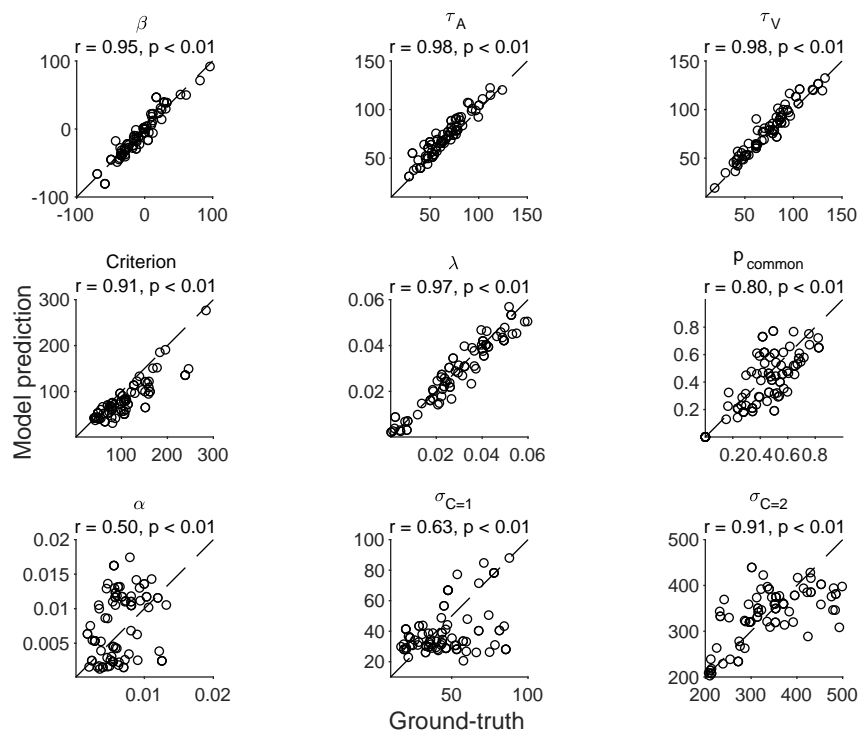 β
r = 0.95, p < 0.01
100
0
-100
-100 0 100
τA
r = 0.98, p < 0.01
150
100
50
50 100 150
τV
r = 0.98, p < 0.01
150
100
50
50 100 150
Criterion
r = 0.91, p < 0.01
300
200
100
100 200 300
λ
r = 0.97, p < 0.01
0.06
0.04
0.02
0.02 0.04 0.06
pcommon
r = 0.80, p < 0.01
0.8
0.6
0.4
0.2
0.2 0.4 0.6 0.8
Model prediction
α
r = 0.50, p < 0.01
0.02
0.015
0.01
0.005
0.01 0.02
σC=1
r = 0.63, p < 0.01
100
80
60
40
20
50 100
σC=2
r = 0.91, p < 0.01
500
400
300
200
200 300 400 500
Ground-truth